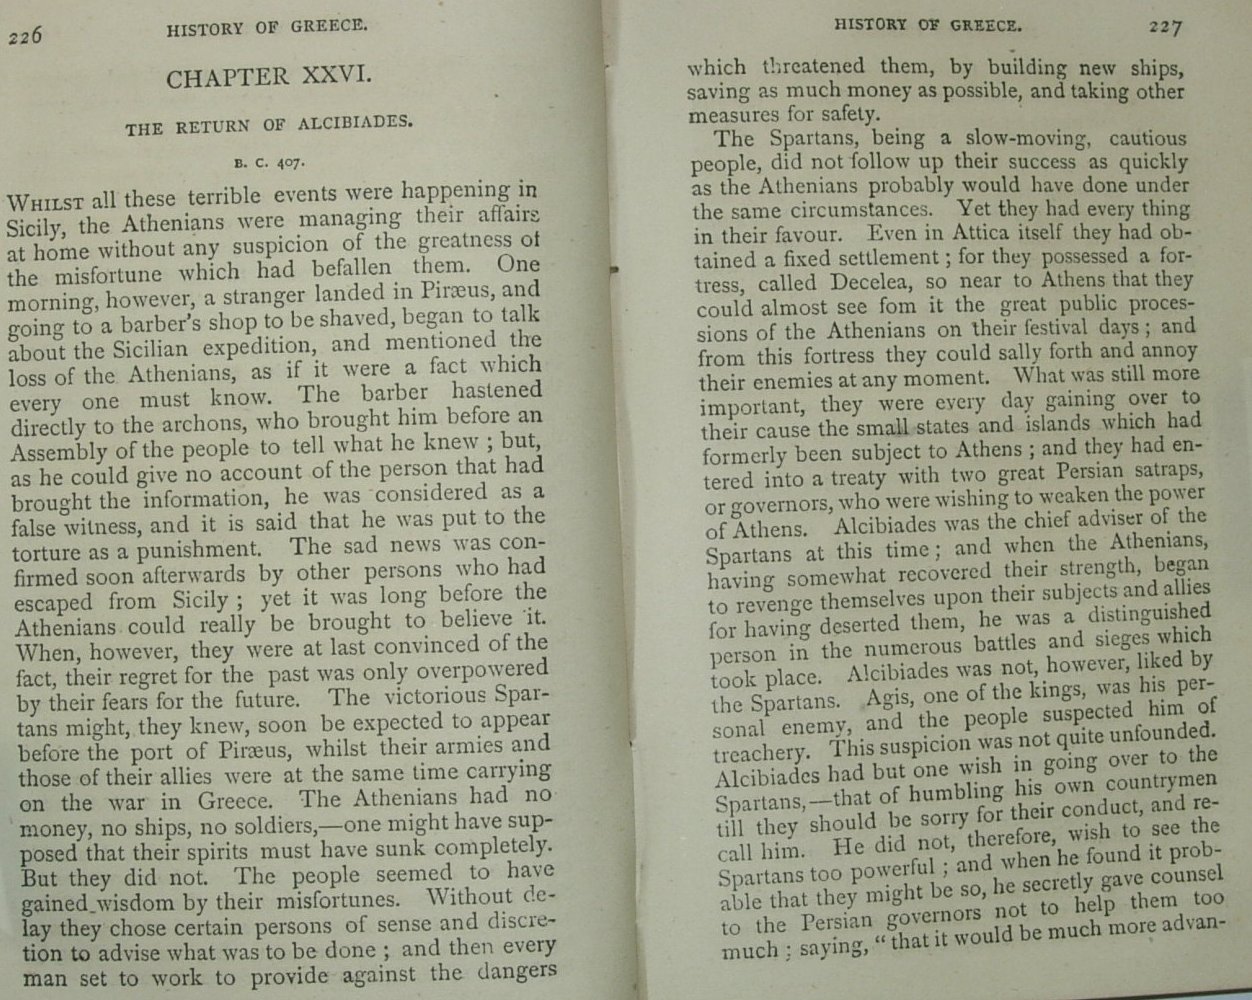 226
HISTORY OF GREECE.
CHAPTER XXVI.
THE RETURN OF ALCIBIADES.
B. C. 407.
WHILST all these terrible events were happening in
Sicily, the Athenians were managing their affairs
at home without any suspicion of the greatness of
the misfortune which had befallen them. One
morning, however, a stranger landed in Piræus, and
going to a barber's shop to be shaved, began to talk
about the Sicilian expedition, and mentioned the
loss of the Athenians, as if it were a fact which
every one must know. The barber hastened
directly to the archons, who brought him before an
Assembly of the people to tell what he knew ; but,
as he could give no account of the person that had
brought the information, he was considered as a
false witness, and it is said that he was put to the
torture as a punishment. The sad news was con-
firmed soon afterwards by other persons who had
escaped from Sicily ; yet it was long before the
Athenians could really be brought to believe it.
When, however, they were at last convinced of the
fact, their regret for the past was only overpowered
by their fears for the future. The victorious Spar-
tans might, they knew, soon be expected to appear
before the port of Piræus, whilst their armies and
those of their allies were at the same time carrying
on the war in Greece. The Athenians had no
money, no ships, no soldiers,—one might have sup-
posed that their spirits must have sunk completely.
But they did not. The people seemed to have
gained wisdom by their misfortunes. Without de-
lay they chose certain persons of sense and discre-
tion to advise what was to be done ; and then every
man set to work to provide against the dangers
HISTORY OF GREECE.
227
which threatened them, by building new ships,
saving as much money as possible, and taking other
measures for safety.
The Spartans, being a slow-moving, cautious
people, did not follow up their success as quickly
as the Athenians probably would have done under
the same circumstances. Yet they had every thing
in their favour. Even in Attica itself they had ob-
tained a fixed settlement ; for they possessed a for-
tress, called Decelea, so near to Athens that they
could almost see fom it the great public proces-
sions of the Athenians on their festival days ; and
from this fortress they could sally forth and annoy
their enemies at any moment. What was still more
important, they were every day gaining over to
their cause the small states and islands which had
formerly been subject to Athens ; and they had en-
tered into a treaty with two great Persian satraps,
or governors, who were wishing to weaken the power
of Athens. Alcibiades was the chief adviser of the
Spartans at this time ; and when the Athenians,
having somewhat recovered their strength, began
to revenge themselves upon their subjects and allies
for having deserted them, he was a distinguished
person in the numerous battles and sieges which
took place. Alcibiades was not, however, liked by
the Spartans. Agis, one of the kings, was his per-
sonal enemy, and the people suspected him of
treachery. This suspicion was not quite unfounded.
Alcibiades had but one wish in going over to the
Spartans,—that of humbling his own countrymen
till they should be sorry for their conduct, and re-
call him. He did not, therefore, wish to see the
Spartans too powerful ; and when he found it prob-
able that they might be so, he secretly gave counsel
to the Persian governors not to help them too
much ; saying, “ that it would be much more advan-